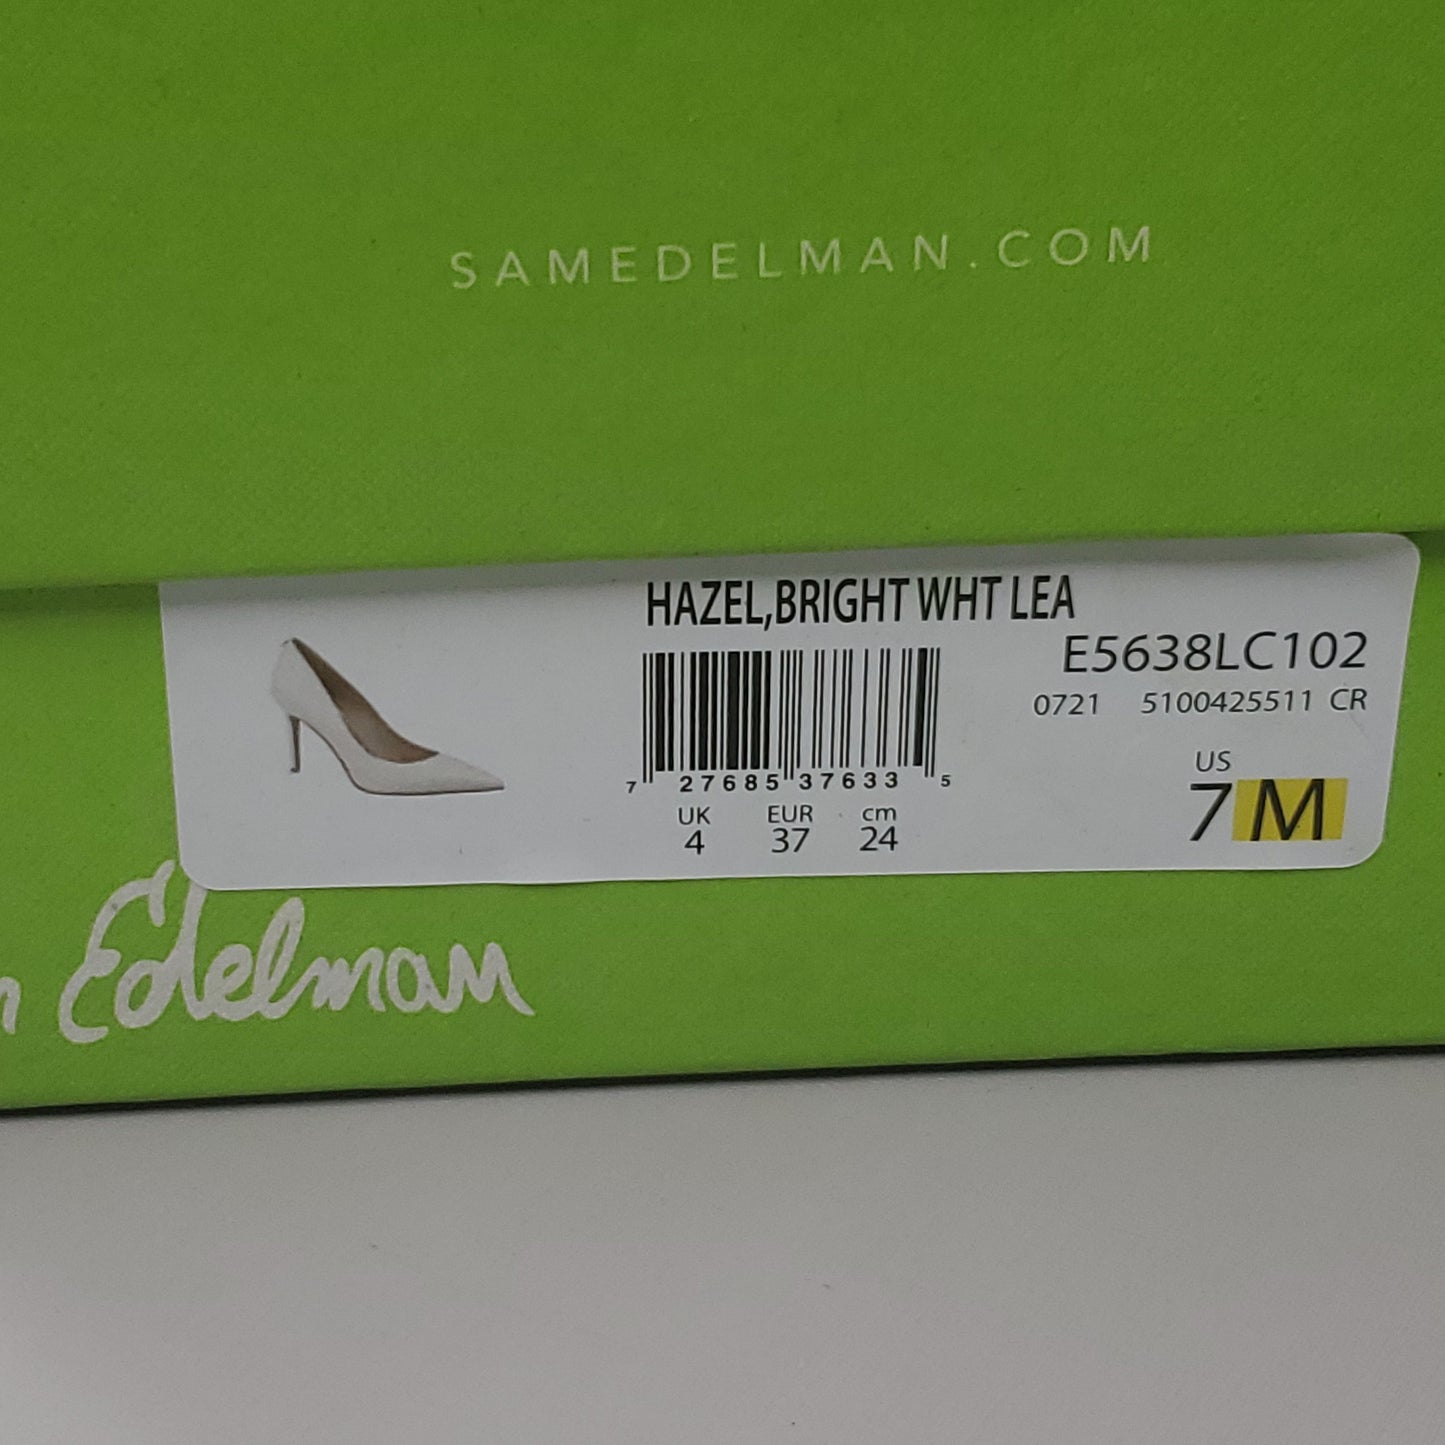 SAMEDELMAN.COM
HAZEL,BRIGHT WHT LEA
E5638LC102
0721 5100425511 CR
7 27685 37633 5
UK EUR cm
4 37 24
US
7 M
Edelman